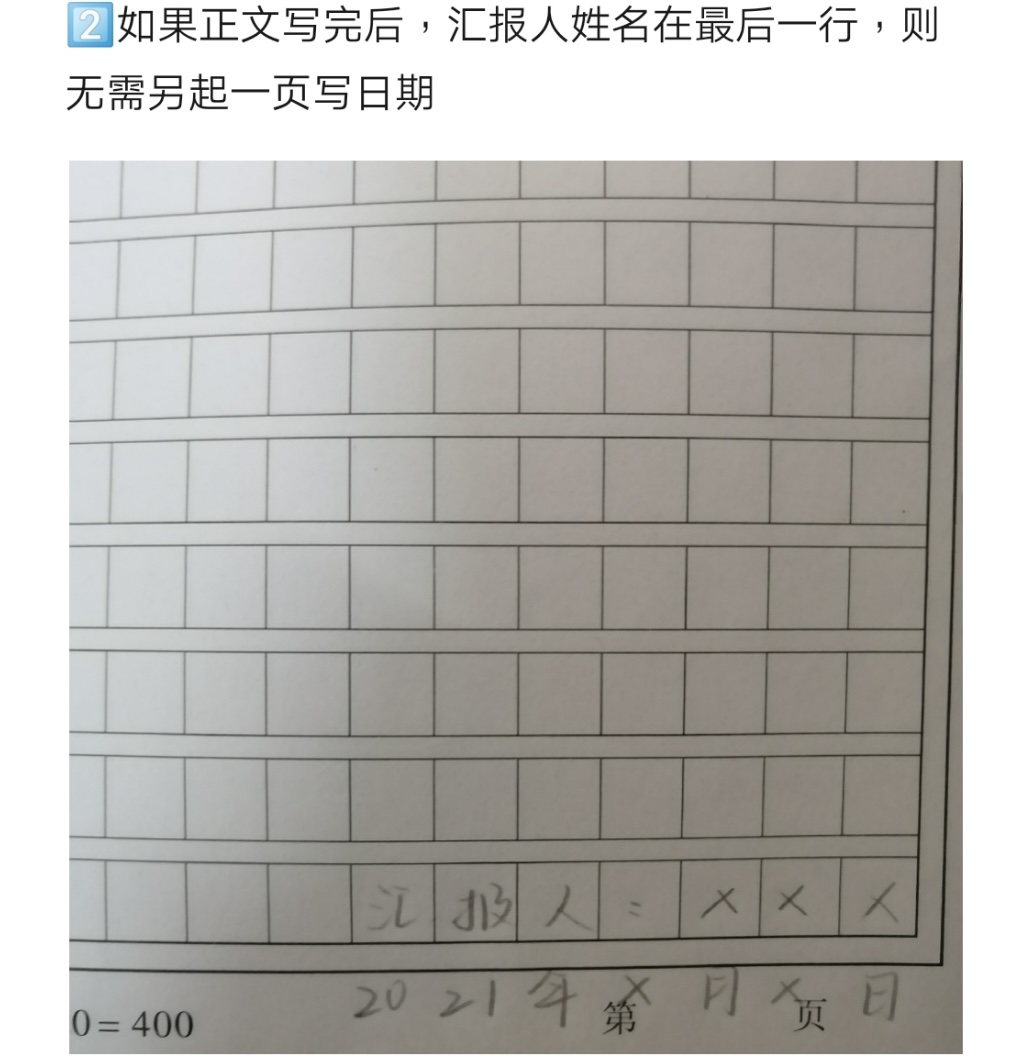 2️⃣如果正文写完后，汇报人姓名在最后一行，则
无需另起一页写日期
汇报人：×××
2021年×月×日
0=400 第 页